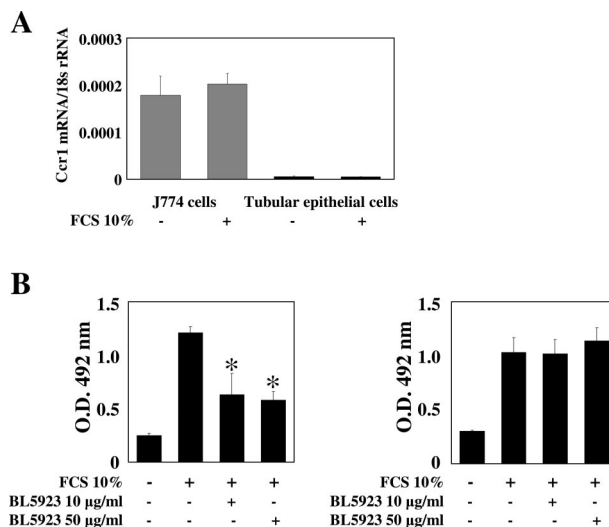 A
Ccr1 mRNA/18s rRNA
0.0003
0.0002
0.0001
0
J774 cells Tubular epithelial cells
FCS 10% - + - +
B
O.D. 492 nm
1.5
1.0
0.5
0
* *
FCS 10% - + + +
BL5923 10 µg/ml +
BL5923 50 µg/ml +
O.D. 492 nm
1.5
1.0
0.5
0
FCS 10% - + + +
BL5923 10 µg/ml +
BL5923 50 µg/ml +